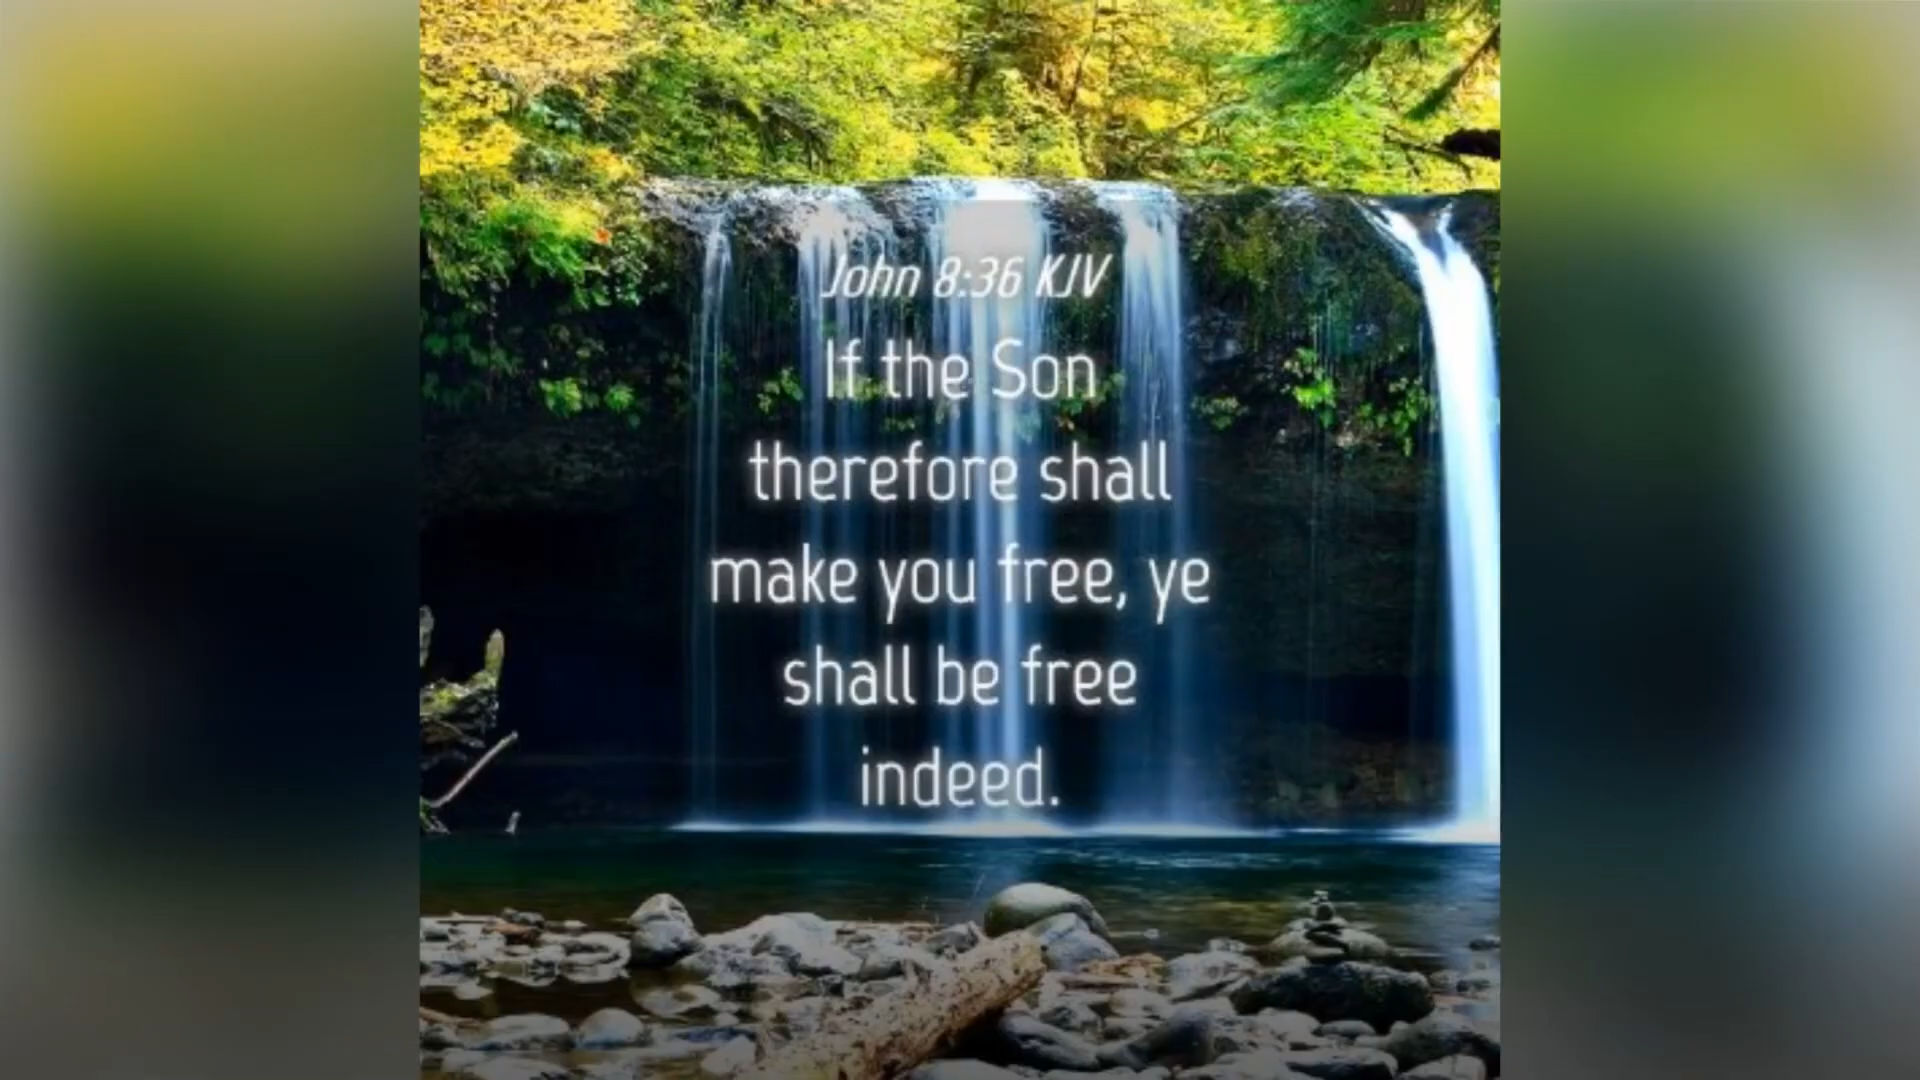 John 8:36 KJV
If the Son
therefore shall
make you free, ye
shall be free
indeed.